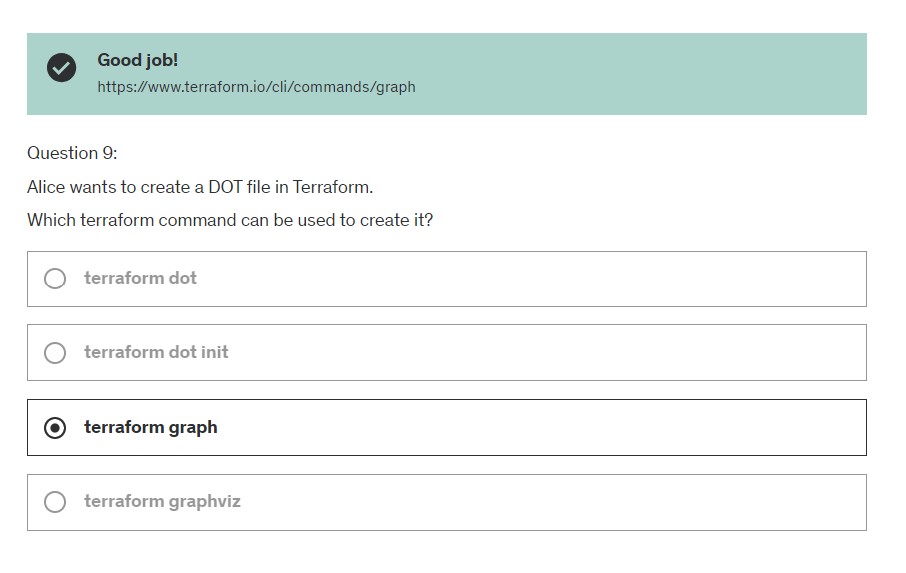 Good job!
https://www.terraform.io/cli/commands/graph
Question 9:
Alice wants to create a DOT file in Terraform.
Which terraform command can be used to create it?
terraform dot
terraform dot init
terraform graph
terraform graphviz